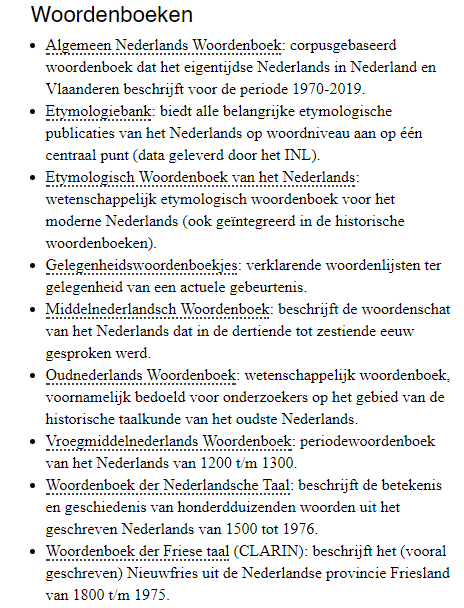 Woordenboeken
• Algemeen Nederlands Woordenboek: corpusgebaseerd
woordenboek dat het eigentijdse Nederlands in Nederland en
Vlaanderen beschrijft voor de periode 1970-2019.
• Etymologiebank: biedt alle belangrijke etymologische
publicaties van het Nederlands op woordniveau aan op één
centraal punt (data geleverd door het INL).
• Etymologisch Woordenboek van het Nederlands:
wetenschappelijk etymologisch woordenboek voor het
moderne Nederlands (ook geïntegreerd in de historische
woordenboeken).
• Gelegenheidswoordenboekjes: verklarende woordenlijsten ter
gelegenheid van een actuele gebeurtenis.
• Middelnederlandsch Woordenboek: beschrijft de woordenschat
van het Nederlands dat in de dertiende tot zestiende eeuw
gesproken werd.
• Oudnederlands Woordenboek: wetenschappelijk woordenboek,
voornamelijk bedoeld voor onderzoekers op het gebied van de
historische taalkunde van het oudste Nederlands.
• Vroegmiddelnederlands Woordenboek: periodewoordenboek
van het Nederlands van 1200 t/m 1300.
• Woordenboek der Nederlandsche Taal: beschrijft de betekenis
en geschiedenis van honderdduizenden woorden uit het
geschreven Nederlands van 1500 tot 1976.
• Woordenboek der Friese taal (CLARIN): beschrijft het (vooral
geschreven) Nieuwfries uit de Nederlandse provincie Friesland
van 1800 t/m 1975.